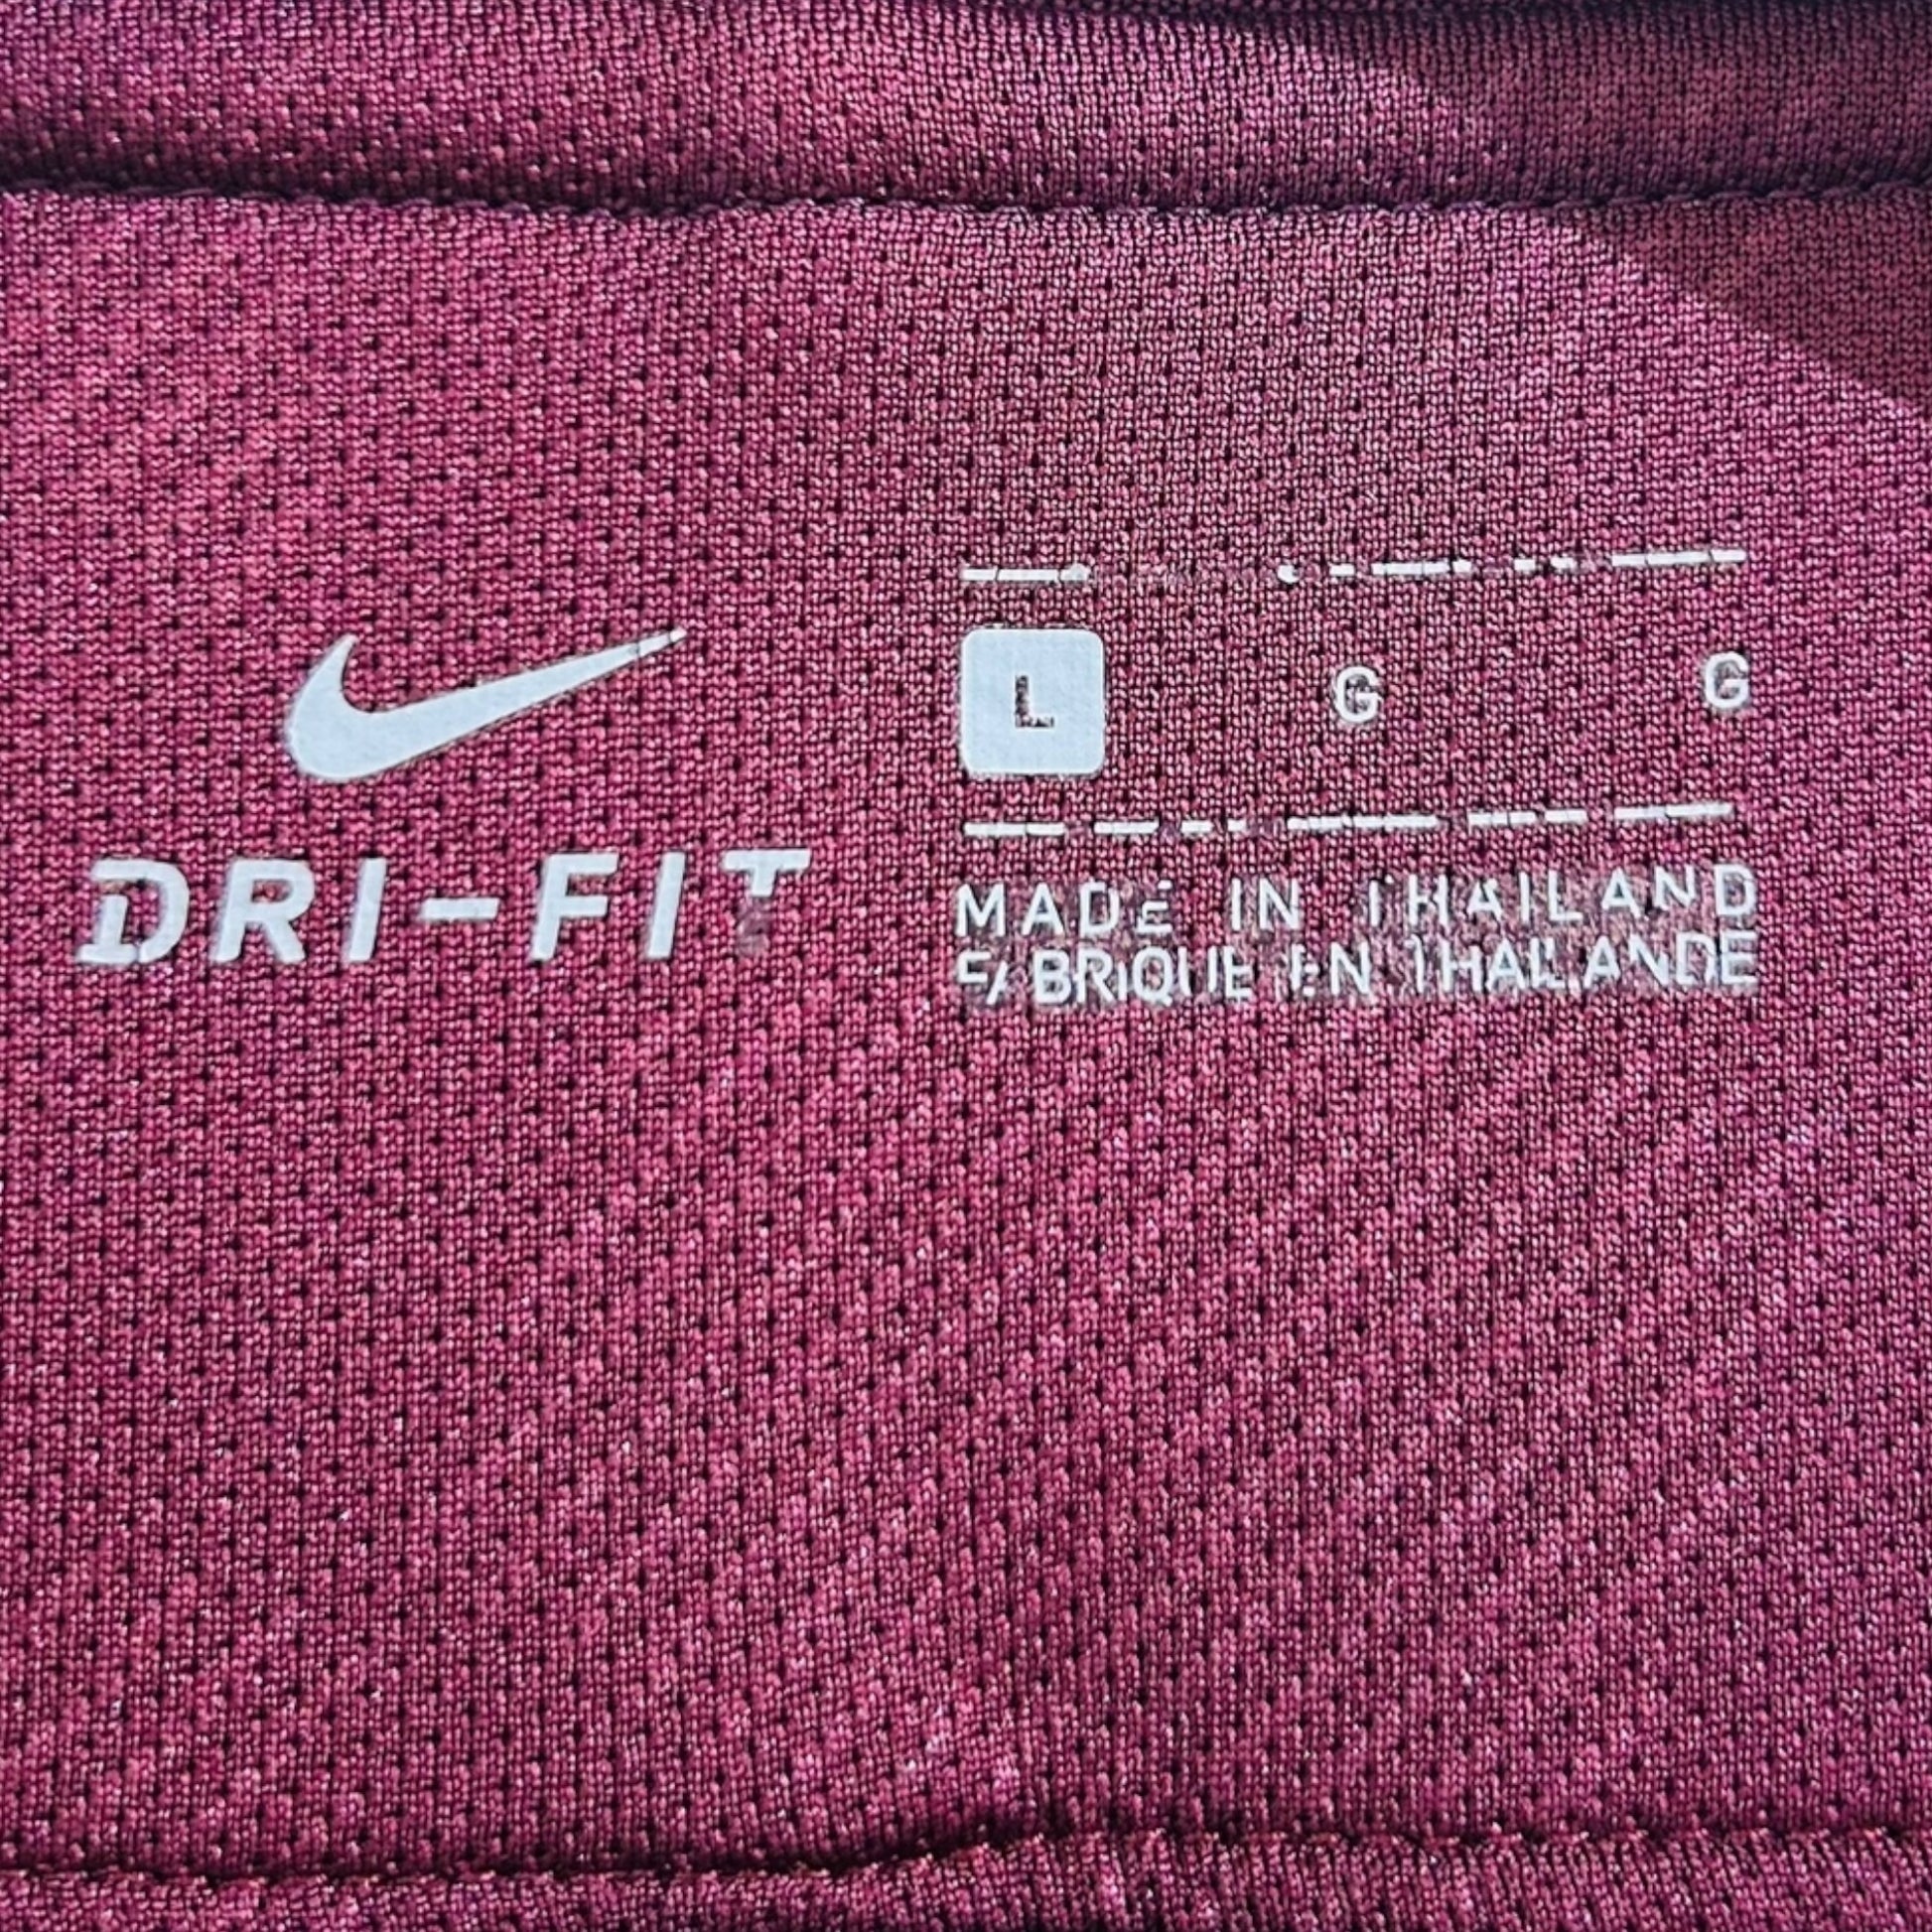 DRI-FIT
L G G
MADE IN THAILAND
FABRIQUE EN THAILANDE